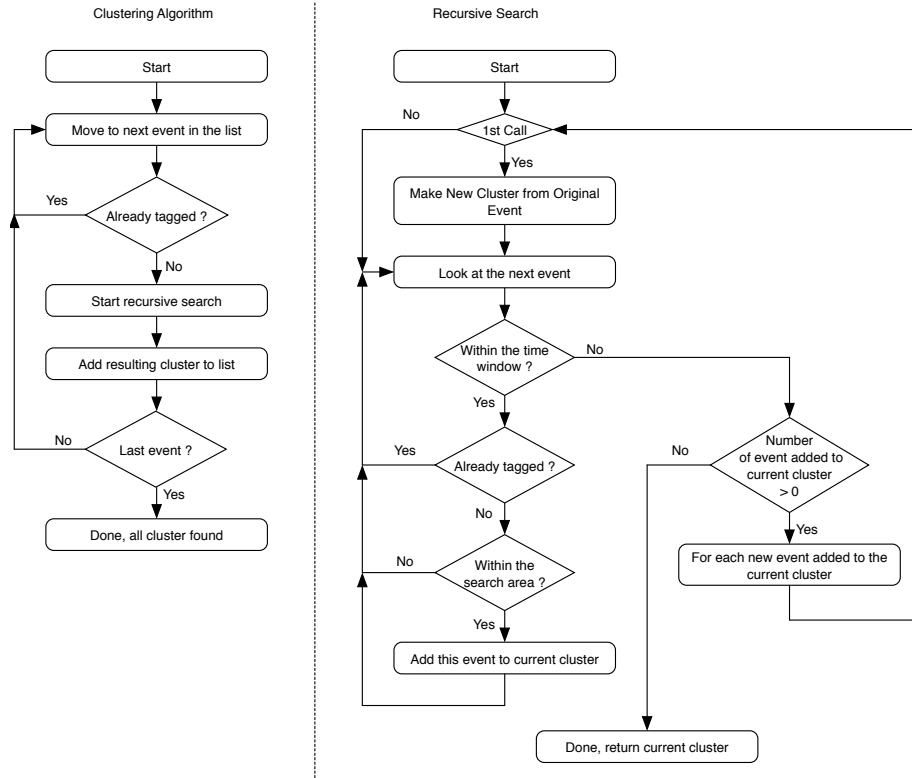 Clustering Algorithm
Start
Move to next event in the list
Already tagged ?
Yes
No
Start recursive search
Add resulting cluster to list
Last event ?
No
Yes
Done, all cluster found
Recursive Search
Start
1st Call
No
Yes
Make New Cluster from Original
Event
Look at the next event
Within the time
window ?
No
Yes
Already tagged ?
Yes
No
Within the
search area ?
No
Yes
Add this event to current cluster
Number
of event added to
current cluster
> 0
No
Yes
For each new event added to the
current cluster
Done, return current cluster